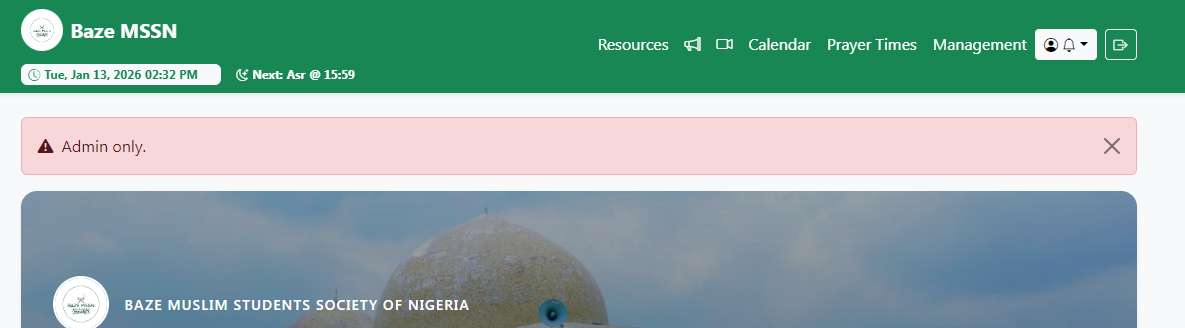 Baze MSSN
Resources
Calendar
Prayer Times
Management
Tue, Jan 13, 2026 02:32 PM
Next: Asr @ 15:59
Admin only.
BAZE MUSLIM STUDENTS SOCIETY OF NIGERIA